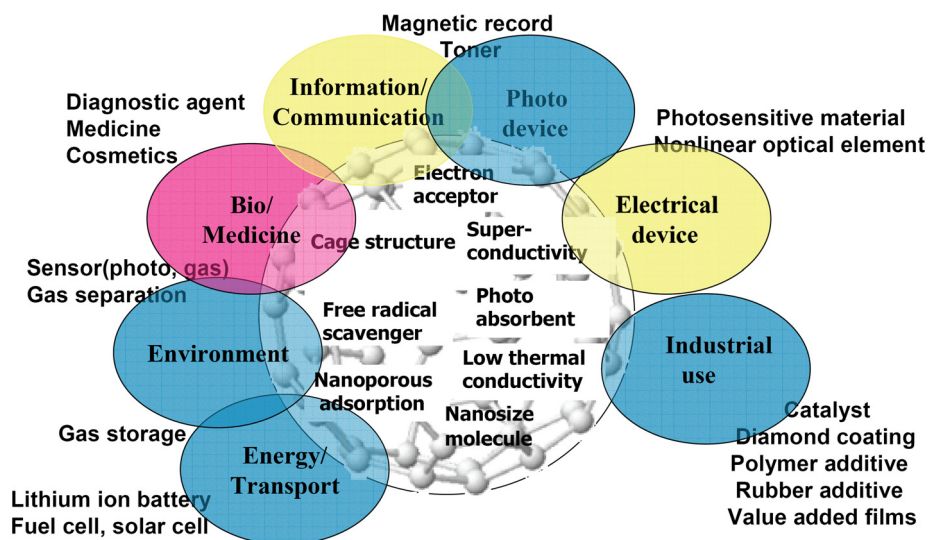 Magnetic record
Toner
Information/
Communication
Photo
device
Diagnostic agent
Medicine
Cosmetics
Photosensitive material
Nonlinear optical element
Electron
acceptor
Bio/
Medicine
Electrical
device
Cage structure
Super-
conductivity
Sensor(photo, gas)
Gas separation
Free radical
scavenger
Photo
absorbent
Environment
Industrial
use
Nanoporous
adsorption
Low thermal
conductivity
Nanosize
molecule
Gas storage
Energy/
Transport
Catalyst
Diamond coating
Polymer additive
Rubber additive
Value added films
Lithium ion battery
Fuel cell, solar cell